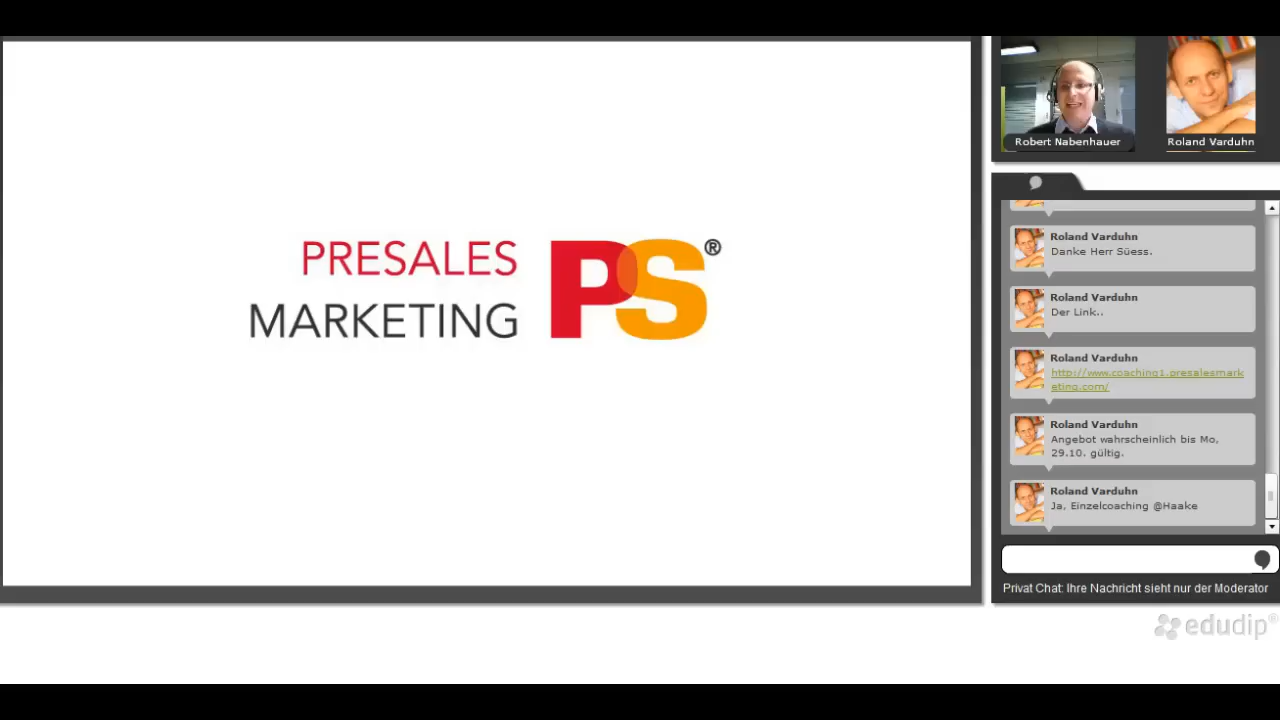 PRESALES
MARKETING
PS®
Robert Nabenhauer
Roland Varduhn
Roland Varduhn
Danke Herr Süess.
Roland Varduhn
Der Link..
Roland Varduhn
http://www.coaching1.presalesmark
eting.com/
Roland Varduhn
Angebot wahrscheinlich bis Mo,
29.10. gültig.
Roland Varduhn
Ja, Einzelcoaching @Haake
Privat Chat: Ihre Nachricht sieht nur der Moderator
edudip®